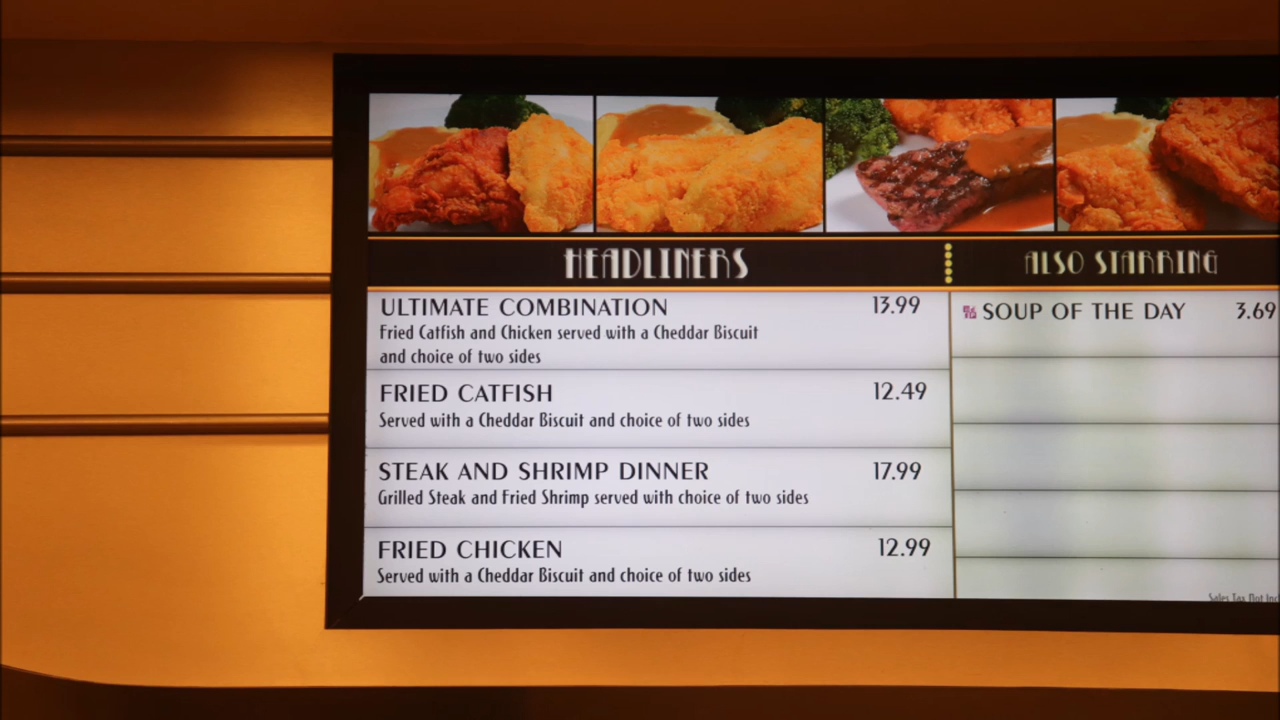 HEADLINERS
ULTIMATE COMBINATION 13.99
Fried Catfish and Chicken served with a Cheddar Biscuit
and choice of two sides
FRIED CATFISH 12.49
Served with a Cheddar Biscuit and choice of two sides
STEAK AND SHRIMP DINNER 17.99
Grilled Steak and Fried Shrimp served with choice of two sides
FRIED CHICKEN 12.99
Served with a Cheddar Biscuit and choice of two sides
ALSO STARRING
SOUP OF THE DAY 3.69
Sales Tax Not